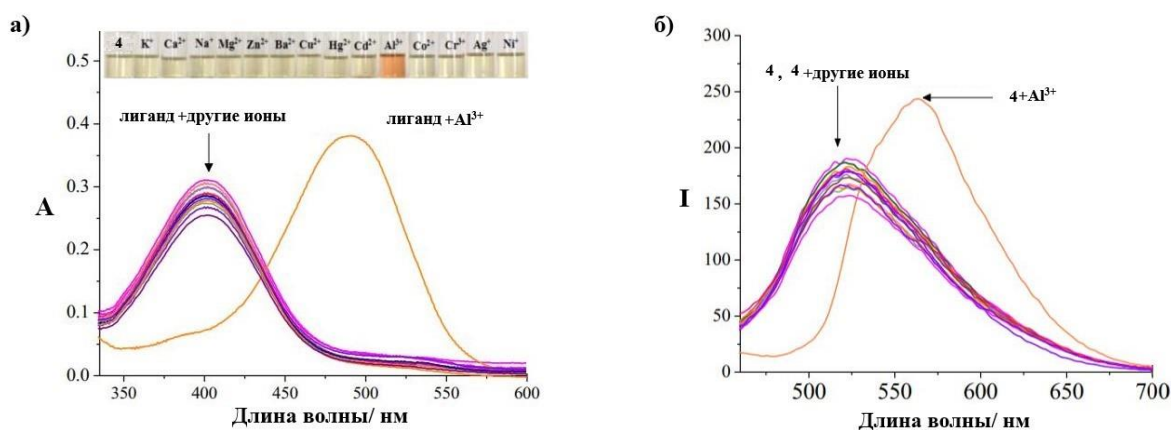 а)
4 K⁺ Ca²⁺ Na⁺ Mg²⁺ Zn²⁺ Ba²⁺ Cu²⁺ Hg²⁺ Cd²⁺ Al³⁺ Co²⁺ Cr³⁺ Ag⁺ Ni⁺
лиганд +другие ионы
лиганд +Al³⁺
A
0.5
0.4
0.3
0.2
0.1
0.0
350 400 450 500 550 600
Длина волны/ нм
б)
4 , 4 +другие ионы
4+Al³⁺
I
300
250
200
150
100
50
0
500 550 600 650 700
Длина волны/ нм